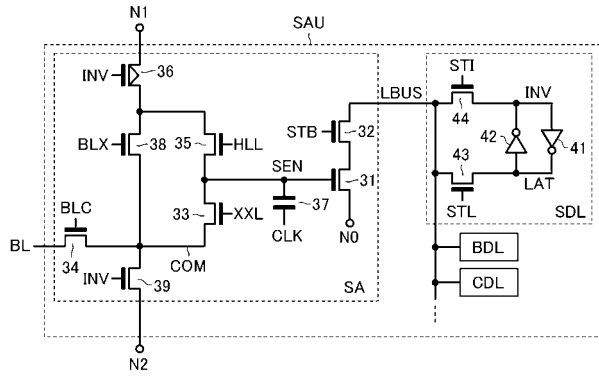 N1
SAU
INV
36
STI
LBUS
INV
BLX
38
35
HLL
STB
32
44
42
41
43
SEN
31
LAT
BLC
33
XXL
37
CLK
N0
STL
SDL
BL
34
COM
BDL
INV
39
SA
CDL
N2